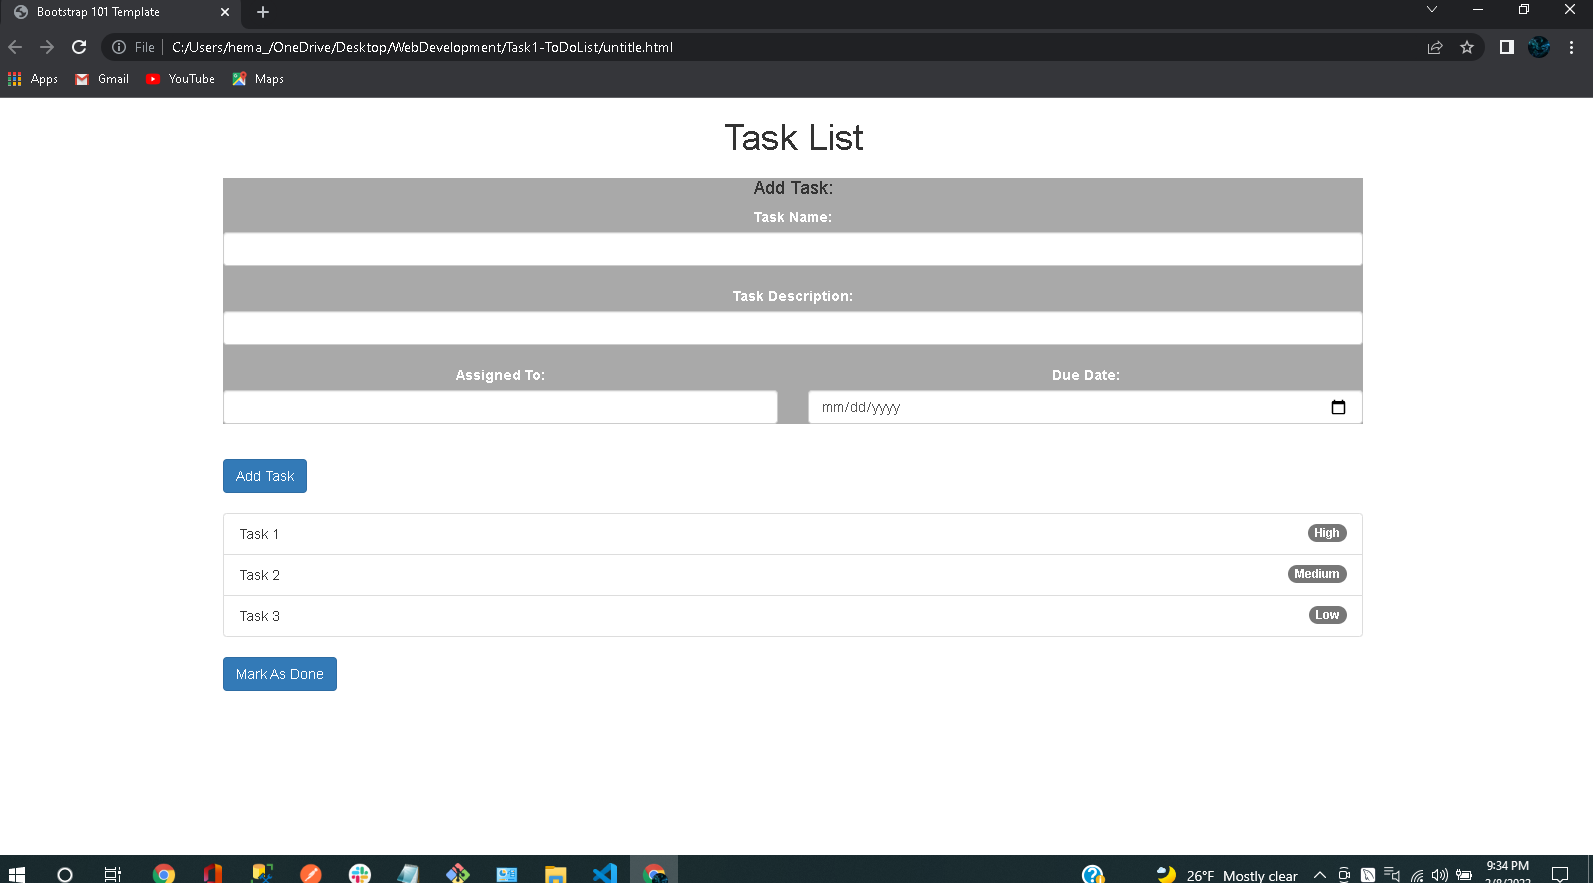 Bootstrap 101 Template
File C:/Users/hema_/OneDrive/Desktop/WebDevelopment/Task1-ToDoList/untitle.html
Apps Gmail YouTube Maps
Task List
Add Task:
Task Name:
Task Description:
Assigned To: Due Date:
mm/dd/yyyy
Add Task
Task 1 High
Task 2 Medium
Task 3 Low
Mark As Done
26°F Mostly clear
9:34 PM